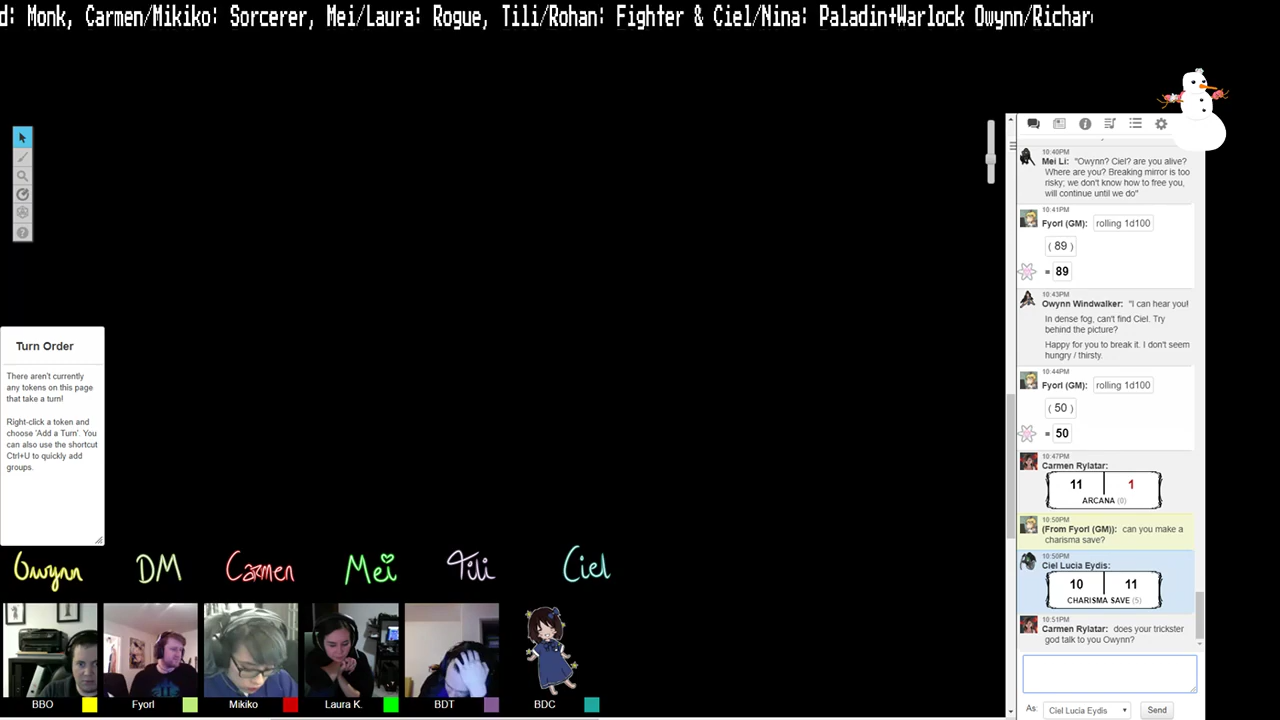 d: Monk, Carmen/Mikiko: Sorcerer, Mei/Laura: Rogue, Tili/Rohan: Fighter & Ciel/Nina: Paladin+Warlock Owynn/Richar
10:40PM
Mei Li: "Owynn? Ciel? are you alive?
Where are you? Breaking mirror is too
risky; we don't know how to free you,
will continue until we do"
10:41PM
Fyorl (GM): rolling 1d100
( 89 )
= 89
10:43PM
Owynn Windwalker: "I can hear you!
In dense fog, can't find Ciel. Try
behind the picture?
Happy for you to break it. I don't seem
hungry / thirsty.
10:44PM
Fyorl (GM): rolling 1d100
( 50 )
= 50
10:47PM
Carmen Rylatar:
11 1
ARCANA (0)
10:50PM
(From Fyorl (GM)): can you make a
charisma save?
10:50PM
Ciel Lucia Eydis:
10 11
CHARISMA SAVE (5)
10:51PM
Carmen Rylatar: does your trickster
god talk to you Owynn?
As: Ciel Lucia Eydis Send
Turn Order
There aren't currently
any tokens on this page
that take a turn!
Right-click a token and
choose 'Add a Turn'. You
can also use the shortcut
Ctrl+U to quickly add
groups.
Owynn DM Carmen Mei Tili Ciel
BBO Fyorl Mikiko Laura K. BDT BDC